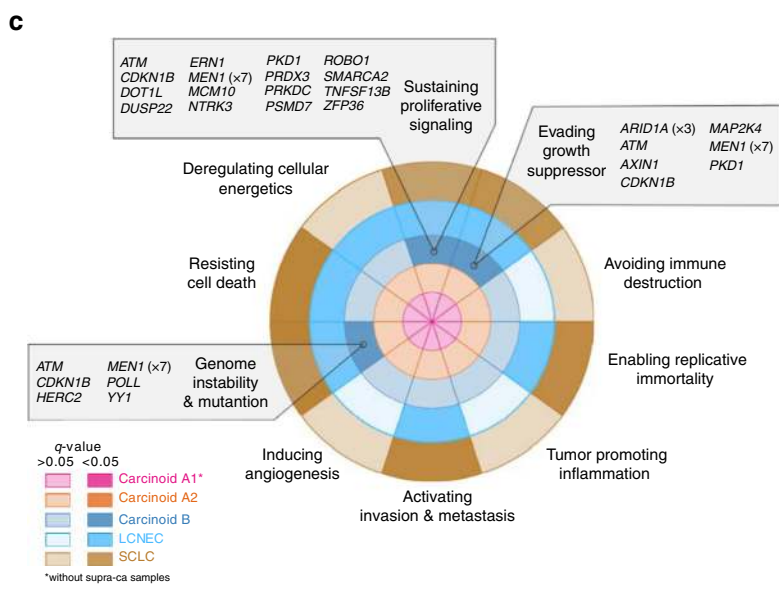 c
ATM ERN1 PKD1 ROBO1
CDKN1B MEN1 (×7) PRDX3 SMARCA2
DOT1L MCM10 PRKDC TNFSF13B
DUSP22 NTRK3 PSMD7 ZFP36
Sustaining
proliferative
signaling
Evading
growth
suppressor
ARID1A (×3) MAP2K4
ATM MEN1 (×7)
AXIN1 PKD1
CDKN1B
Deregulating cellular
energetics
Resisting
cell death
Avoiding immune
destruction
Enabling replicative
immortality
ATM MEN1 (×7)
CDKN1B POLL
HERC2 YY1
Genome
instability
& mutantion
Inducing
angiogenesis
Activating
invasion & metastasis
Tumor promoting
inflammation
q-value
>0.05 <0.05
Carcinoid A1*
Carcinoid A2
Carcinoid B
LCNEC
SCLC
*without supra-ca samples